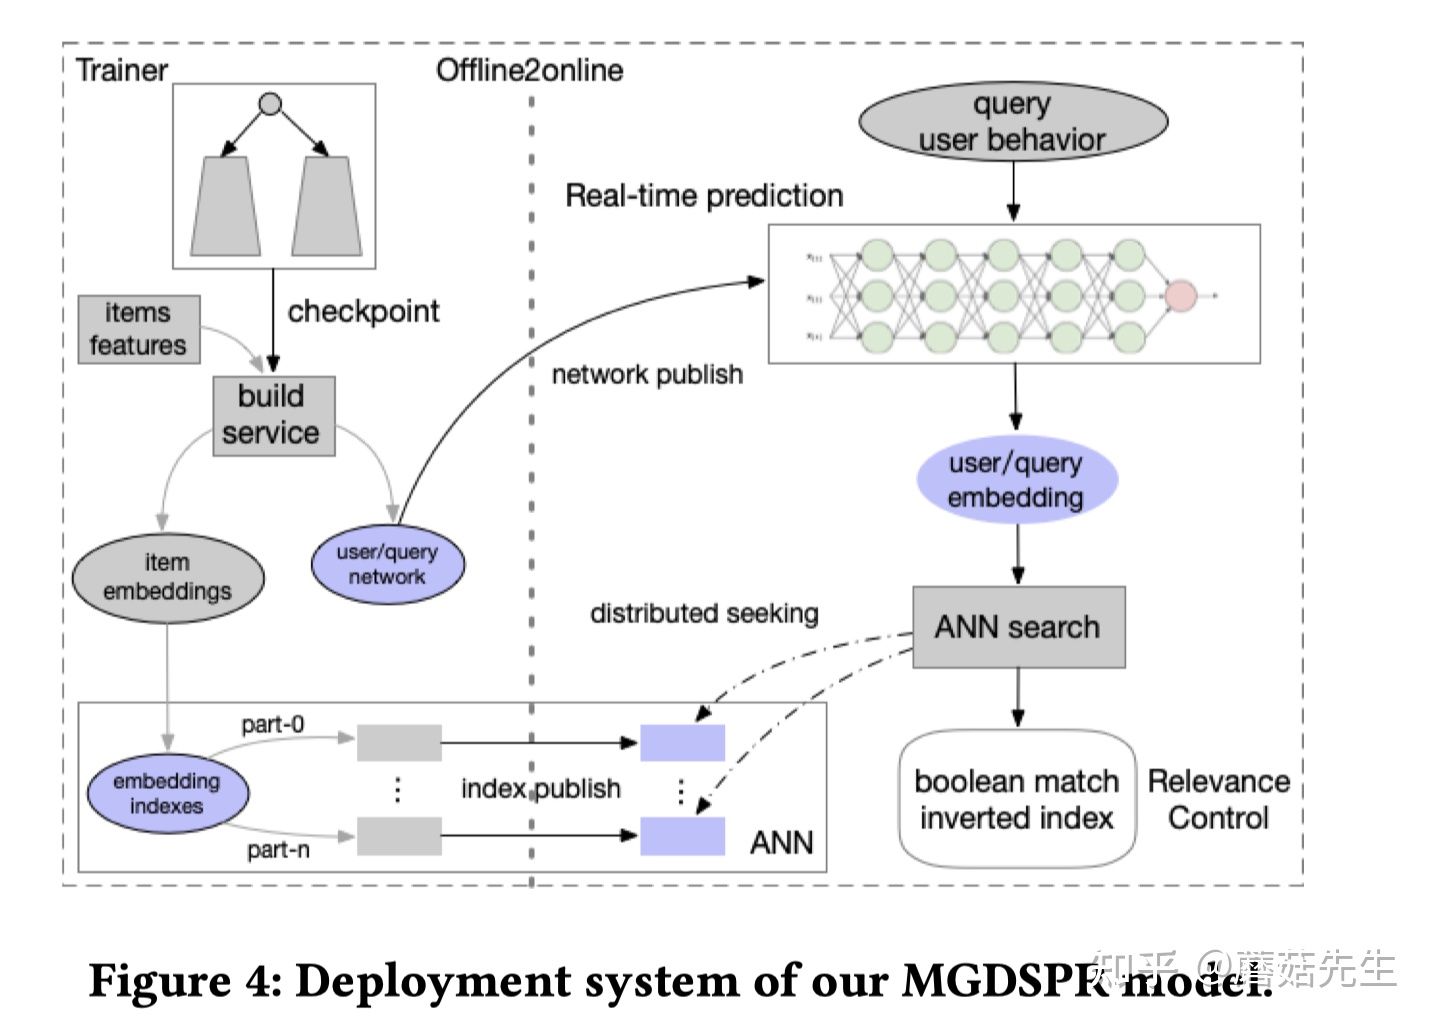 Trainer
Offline2online
query
user behavior
Real-time prediction
items
features
checkpoint
build
service
network publish
user/query
embedding
item
embeddings
user/query
network
distributed seeking
ANN search
part-0
embedding
indexes
index publish
part-n
ANN
boolean match
inverted index
Relevance
Control
Figure 4: Deployment system of our MGDSPR model.
知乎 @蘑菇先生